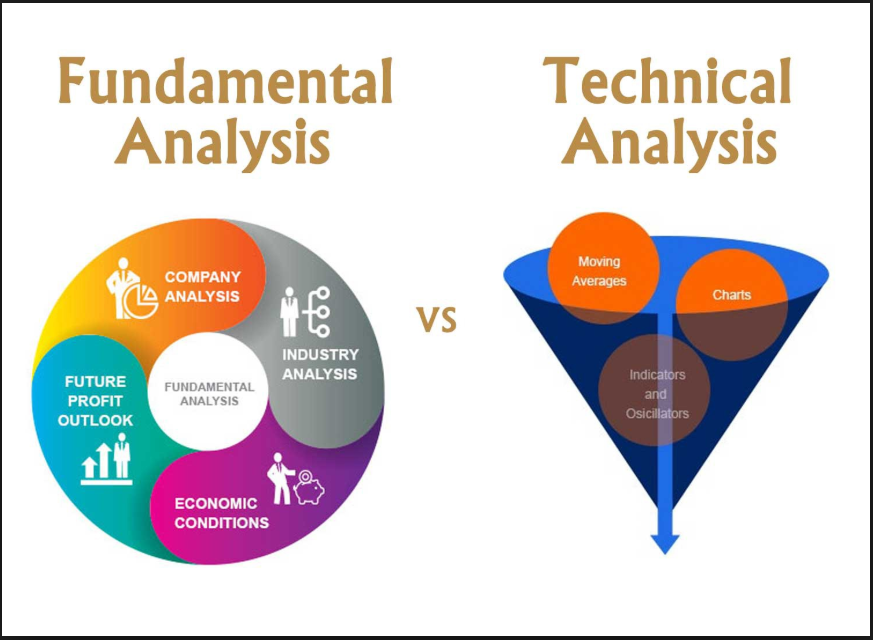 Fundamental
Analysis
COMPANY
ANALYSIS
INDUSTRY
ANALYSIS
FUTURE
PROFIT
OUTLOOK
FUNDAMENTAL
ANALYSIS
ECONOMIC
CONDITIONS
vs
Technical
Analysis
Moving
Averages
Charts
Indicators
and
Osicillators